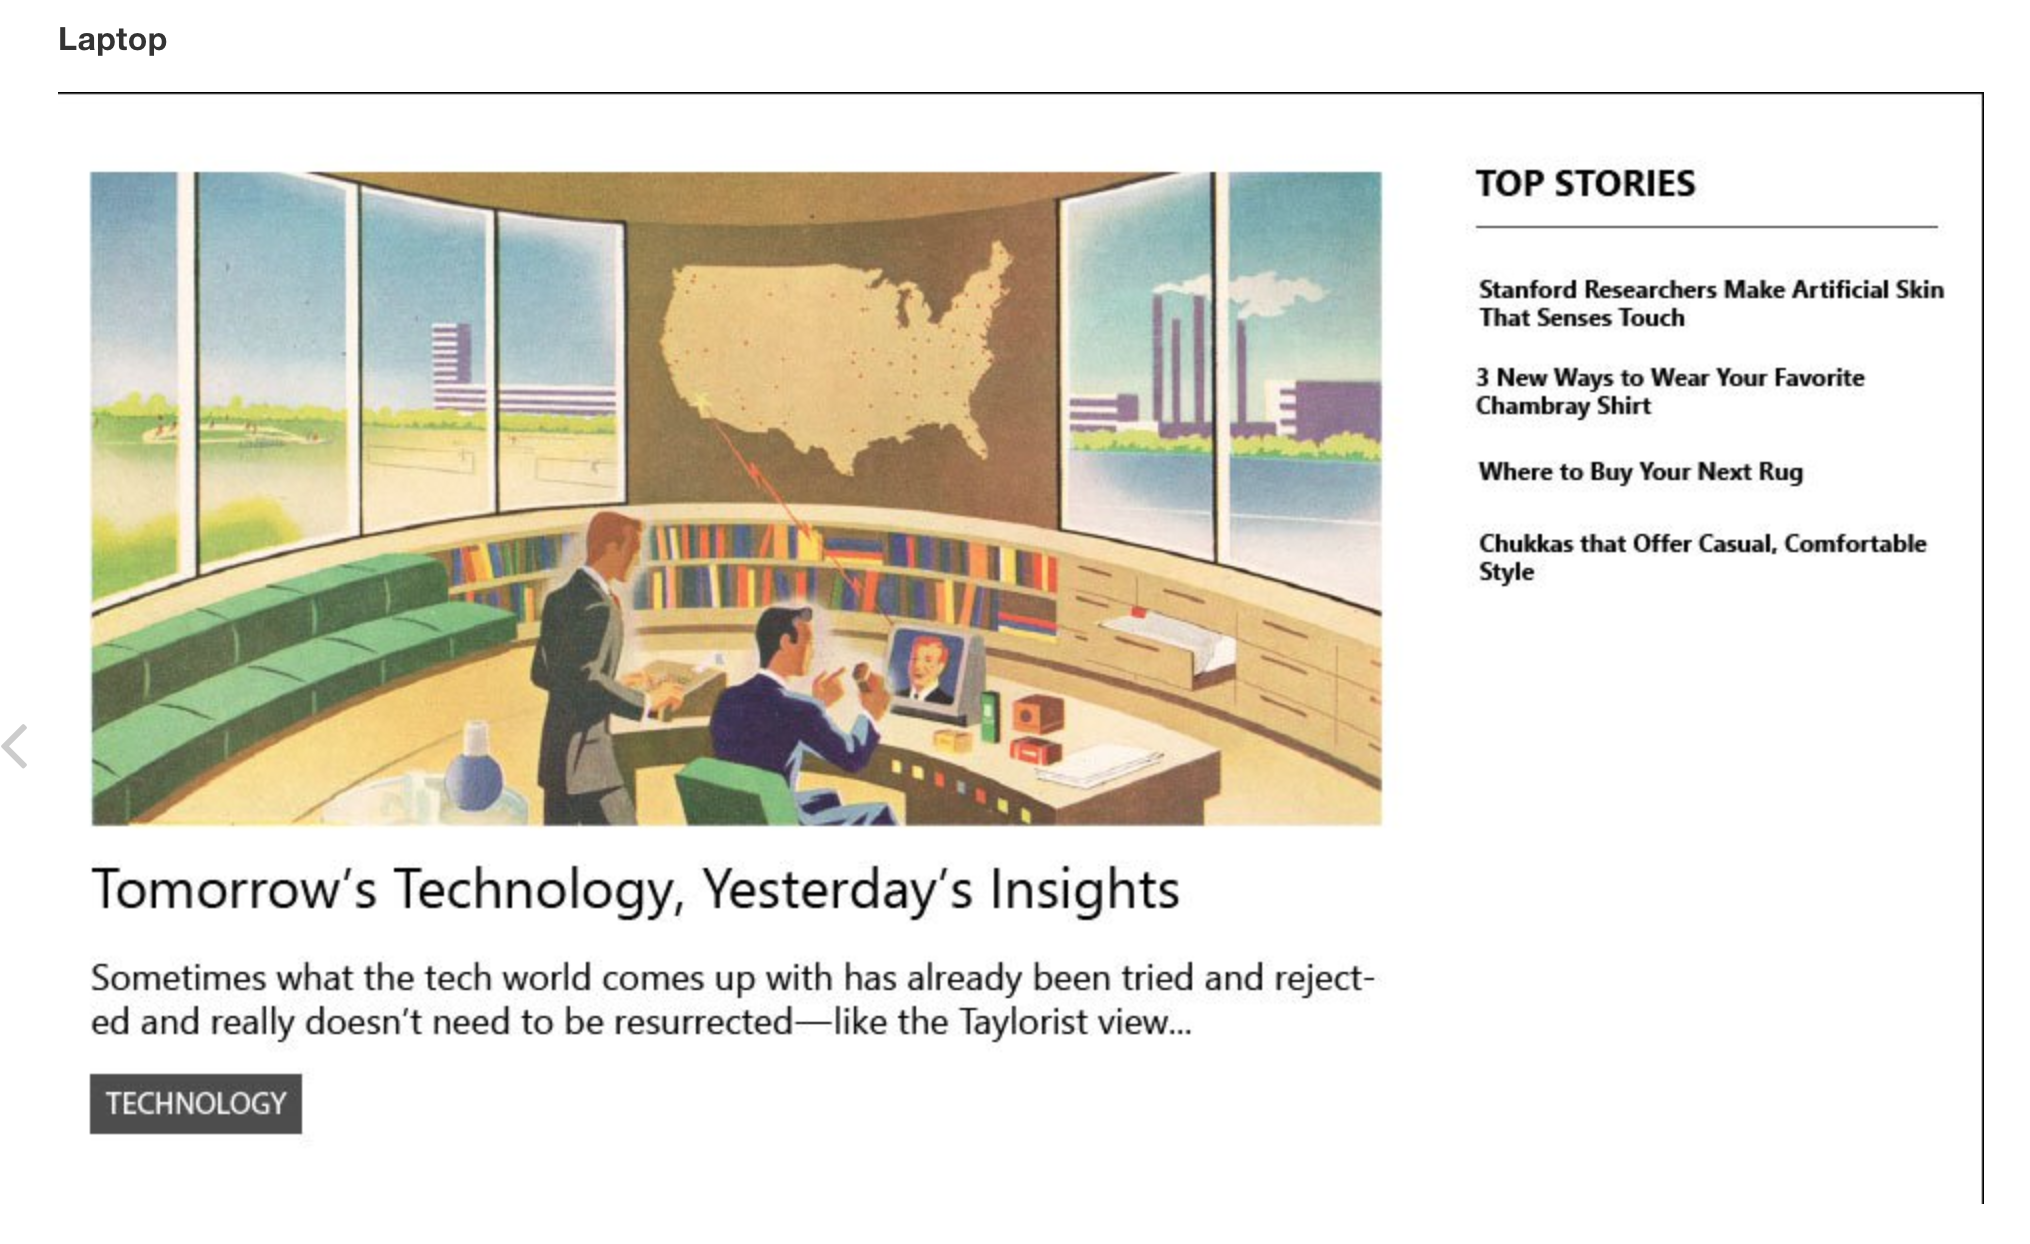 Laptop
Tomorrow's Technology, Yesterday's Insights
Sometimes what the tech world comes up with has already been tried and reject-
ed and really doesn't need to be resurrected—like the Taylorist view...
TECHNOLOGY
TOP STORIES
Stanford Researchers Make Artificial Skin
That Senses Touch
3 New Ways to Wear Your Favorite
Chambray Shirt
Where to Buy Your Next Rug
Chukkas that Offer Casual, Comfortable
Style